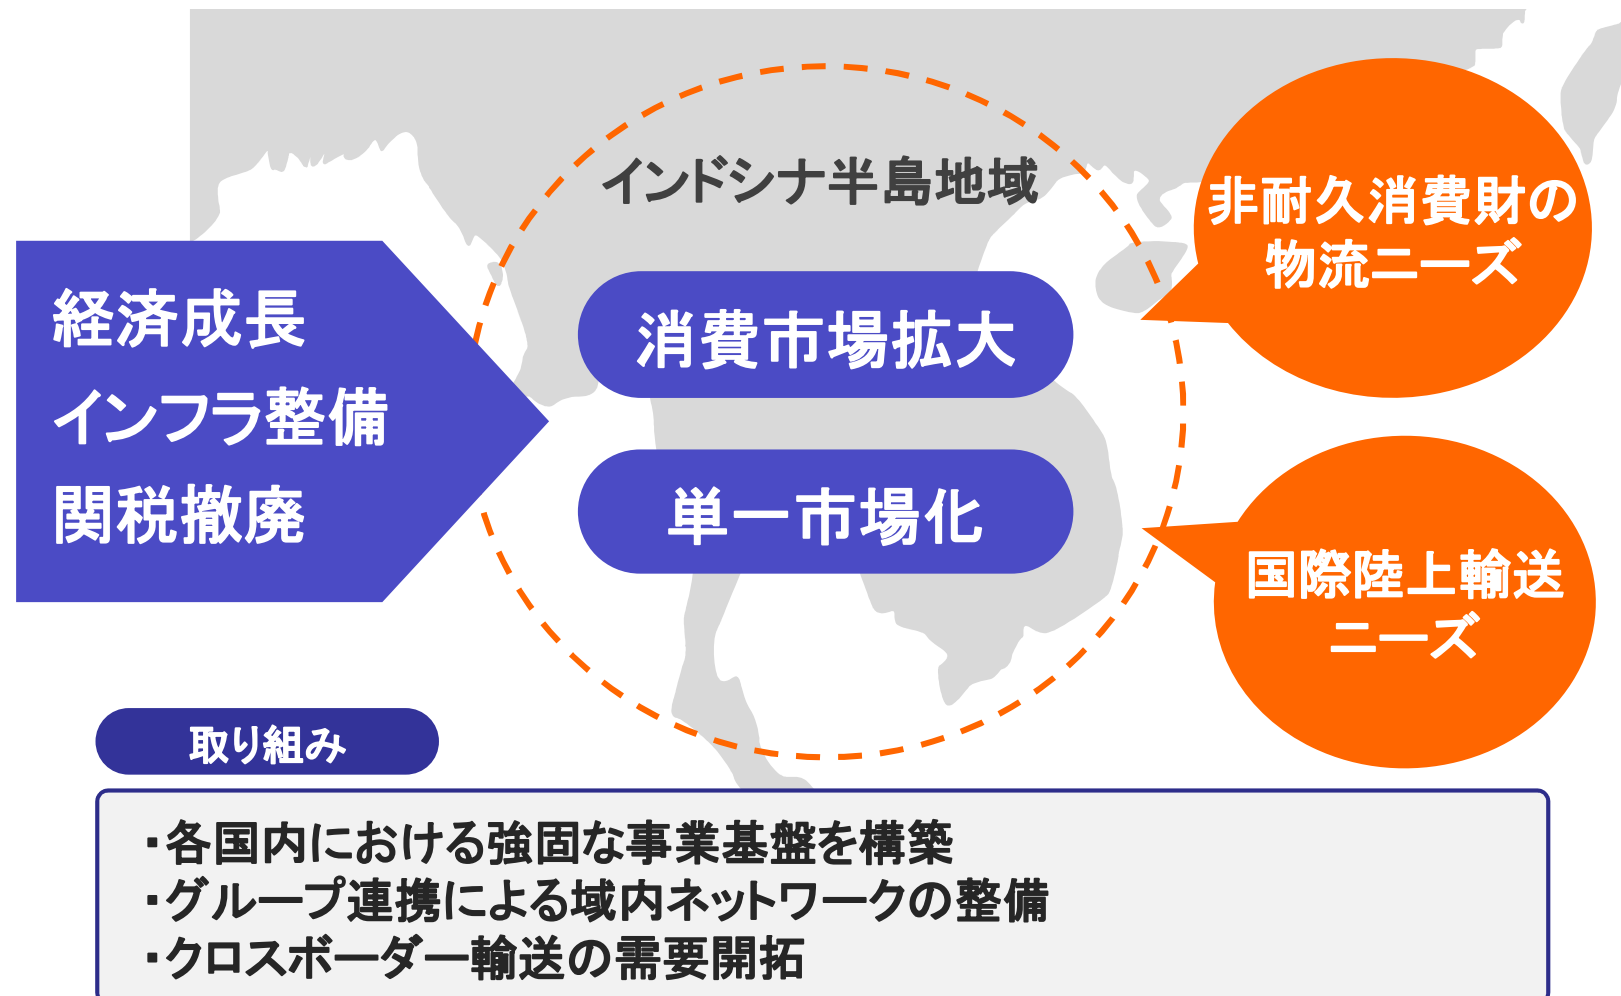 インドシナ半島地域
経済成長
インフラ整備
関税撤廃
消費市場拡大
単一市場化
非耐久消費財の
物流ニーズ
国際陸上輸送
ニーズ
取り組み
・各国内における強固な事業基盤を構築
・グループ連携による域内ネットワークの整備
・クロスボーダー輸送の需要開拓